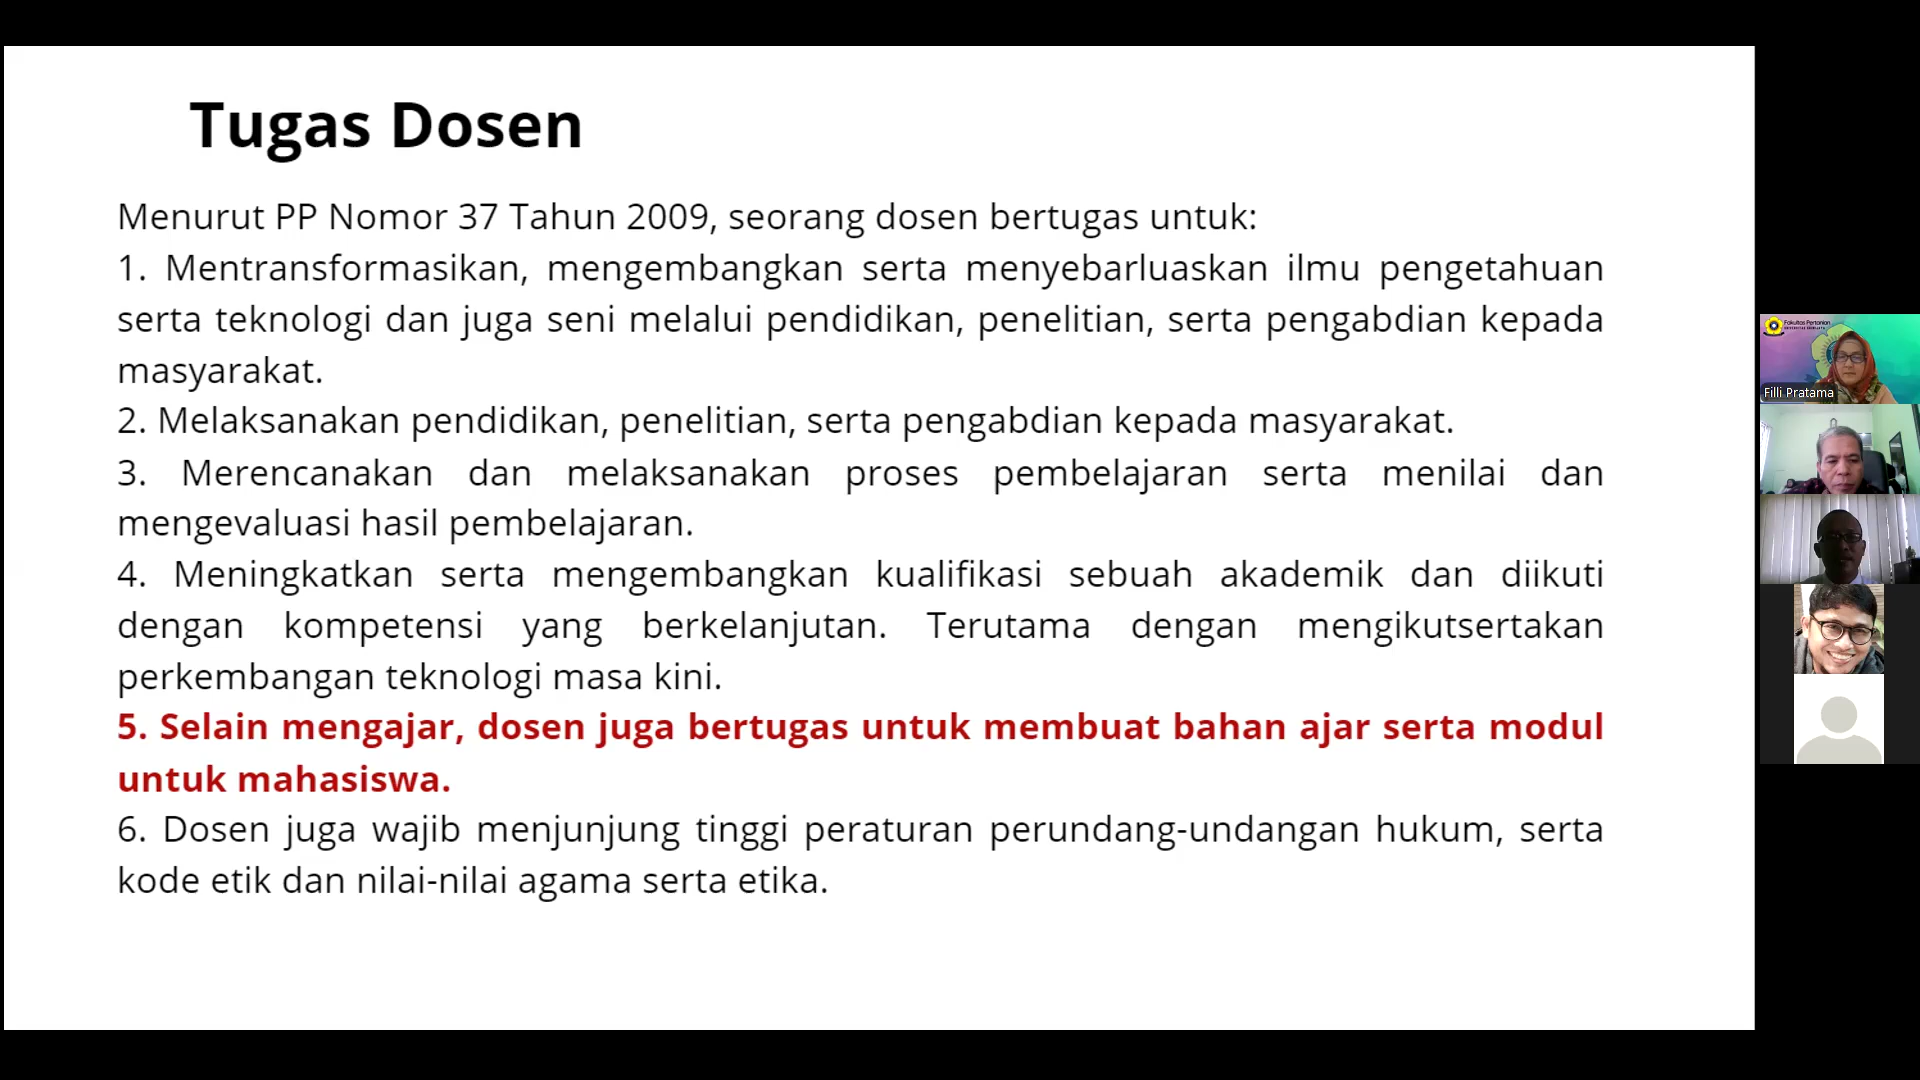 Tugas Dosen
Menurut PP Nomor 37 Tahun 2009, seorang dosen bertugas untuk:
1. Mentransformasikan, mengembangkan serta menyebarluaskan ilmu pengetahuan
serta teknologi dan juga seni melalui pendidikan, penelitian, serta pengabdian kepada
masyarakat.
2. Melaksanakan pendidikan, penelitian, serta pengabdian kepada masyarakat.
3. Merencanakan dan melaksanakan proses pembelajaran serta menilai dan
mengevaluasi hasil pembelajaran.
4. Meningkatkan serta mengembangkan kualifikasi sebuah akademik dan diikuti
dengan kompetensi yang berkelanjutan. Terutama dengan mengikutsertakan
perkembangan teknologi masa kini.
5. Selain mengajar, dosen juga bertugas untuk membuat bahan ajar serta modul
untuk mahasiswa.
6. Dosen juga wajib menjunjung tinggi peraturan perundang-undangan hukum, serta
kode etik dan nilai-nilai agama serta etika.
Fakultas Pertanian
Filli Pratama